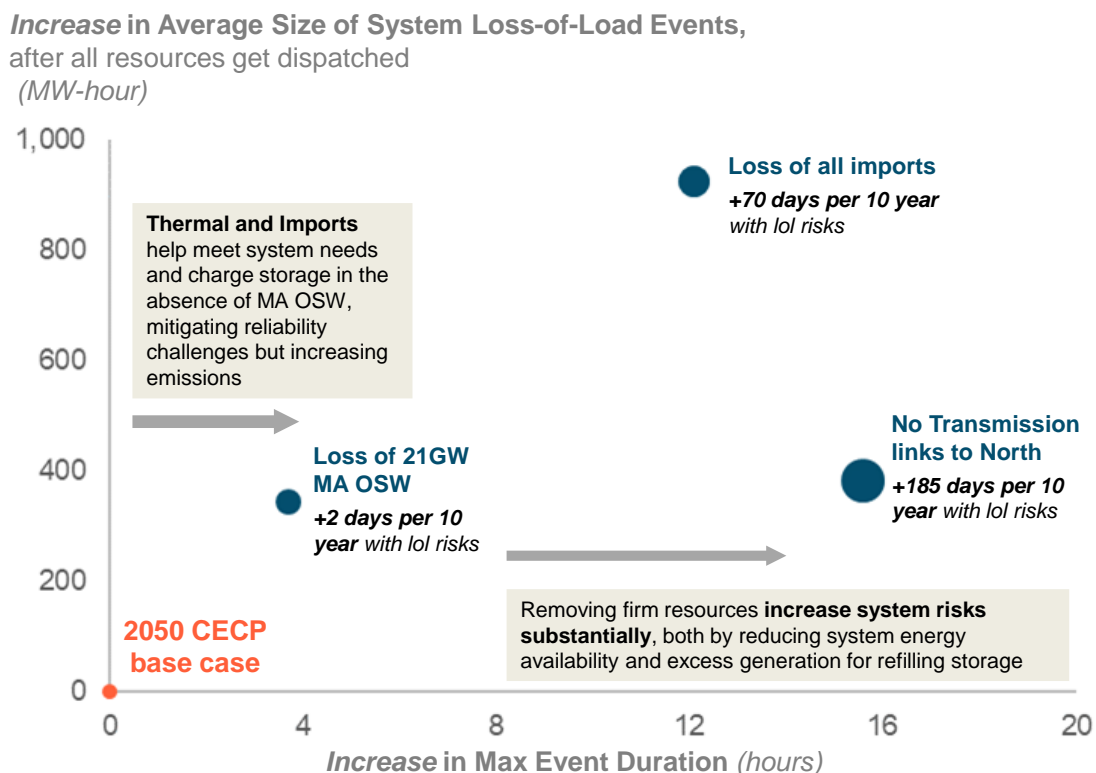 Increase in Average Size of System Loss-of-Load Events,
after all resources get dispatched
(MW-hour)
1,000
800
600
400
200
0
Loss of all imports
+70 days per 10 year
with lol risks
Thermal and Imports
help meet system needs
and charge storage in the
absence of MA OSW,
mitigating reliability
challenges but increasing
emissions
Loss of 21GW
MA OSW
+2 days per 10
year with lol risks
No Transmission
links to North
+185 days per 10
year with lol risks
2050 CECP
base case
Removing firm resources increase system risks
substantially, both by reducing system energy
availability and excess generation for refilling storage
0 4 8 12 16 20
Increase in Max Event Duration (hours)